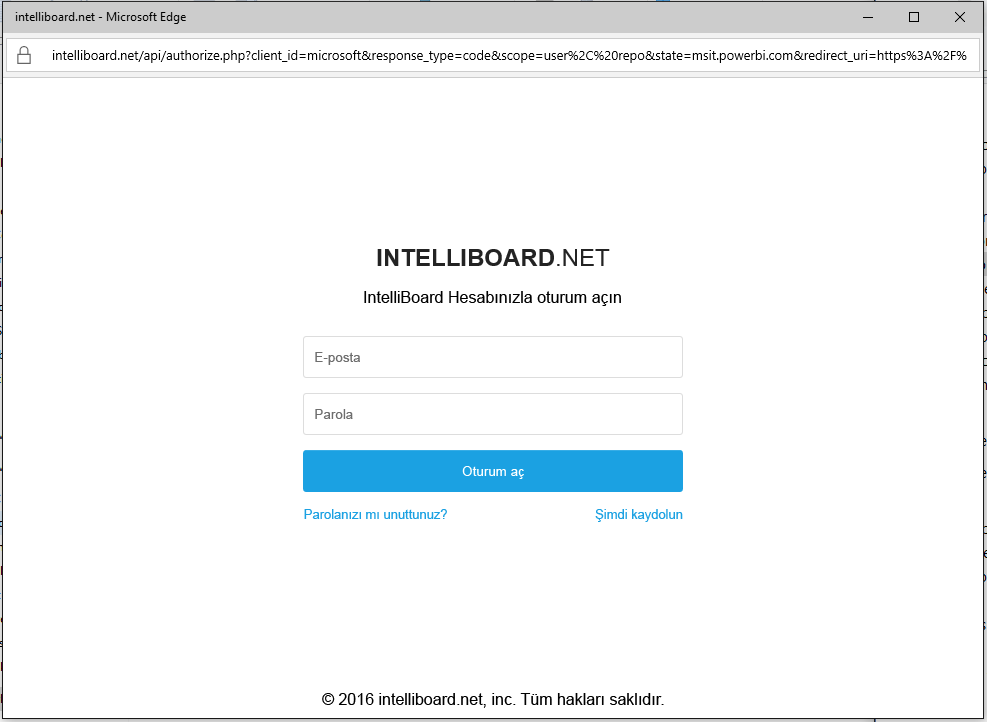 intelliboard.net - Microsoft Edge
intelliboard.net/api/authorize.php?client_id=microsoft&response_type=code&scope=user%2C%20repo&state=msit.powerbi.com&redirect_uri=https%3A%2F%
INTELLIBOARD.NET
IntelliBoard Hesabınızla oturum açın
E-posta
Parola
Oturum aç
Parolanızı mı unuttunuz? Şimdi kaydolun
© 2016 intelliboard.net, inc. Tüm hakları saklıdır.